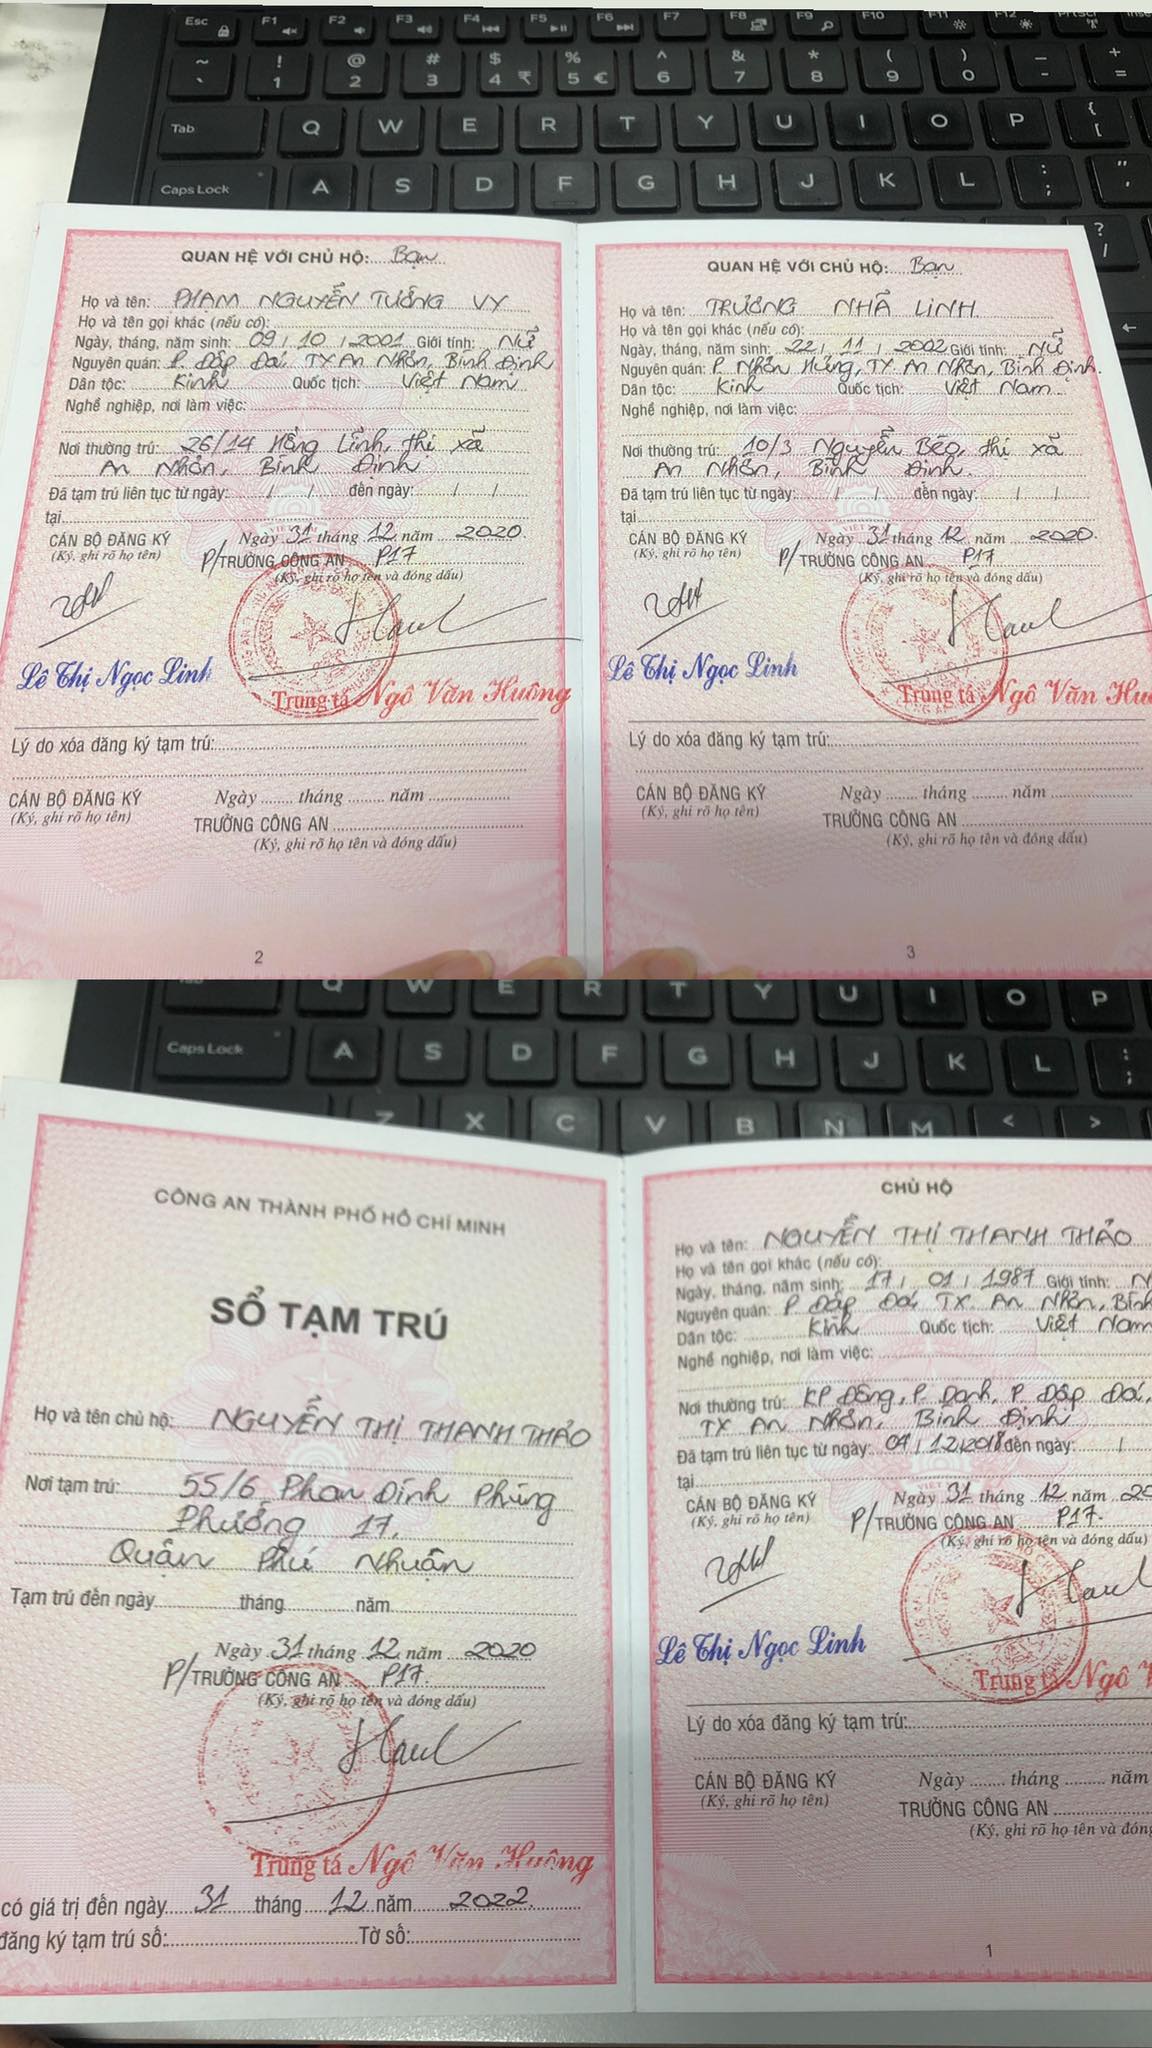 Esc F1 F2 F3 F4 F5 F6 F7 F8 F9 F10 F11 F12 PrtScr Inse
~ ! @ # $ % ^ & * ( ) _ +
` 1 2 3 4 ₹ 5 € 6 7 8 9 0 - =
Tab Q W E R T Y U I O P { [
Caps Lock A S D F G H J K L : ; " '
? /
QUAN HỆ VỚI CHỦ HỘ: Bạn
Họ và tên: PHẠM NGUYỄN TƯỜNG VY
Họ và tên gọi khác (nếu có):
Ngày, tháng, năm sinh: 09 / 10 / 2001 Giới tính: NỮ
Nguyên quán: P. Đập Đá, TX An Nhơn, Bình Định
Dân tộc: Kinh Quốc tịch: Việt Nam
Nghề nghiệp, nơi làm việc:
Nơi thường trú: 26/14 Hồng Lĩnh, thị xã
An Nhơn, Bình Định.
Đã tạm trú liên tục từ ngày: / / đến ngày: / /
tại
CÁN BỘ ĐĂNG KÝ Ngày 31 tháng 12 năm 2020.
(Ký, ghi rõ họ tên) P/TRƯỞNG CÔNG AN P17
(Ký, ghi rõ họ tên và đóng dấu)
Lê Thị Ngọc Linh
Trung tá Ngô Văn Huông
Lý do xóa đăng ký tạm trú:
CÁN BỘ ĐĂNG KÝ Ngày ........ tháng ......... năm
(Ký, ghi rõ họ tên) TRƯỞNG CÔNG AN
(Ký, ghi rõ họ tên và đóng dấu)
2
QUAN HỆ VỚI CHỦ HỘ: Bạn
Họ và tên: TRƯƠNG NHÃ LINH
Họ và tên gọi khác (nếu có):
Ngày, tháng, năm sinh: 22 / 11 / 2002 Giới tính: NỮ
Nguyên quán: P Nhơn Hưng, TX An Nhơn, Bình Định.
Dân tộc: Kinh Quốc tịch: Việt Nam
Nghề nghiệp, nơi làm việc:
Nơi thường trú: 10/3 Nguyễn Bèo, thị xã
An Nhơn, Bình Định.
Đã tạm trú liên tục từ ngày: / / đến ngày: / /
tại
CÁN BỘ ĐĂNG KÝ Ngày 31 tháng 12 năm 2020.
(Ký, ghi rõ họ tên) P/TRƯỞNG CÔNG AN P17
(Ký, ghi rõ họ tên và đóng dấu)
Lê Thị Ngọc Linh
Trung tá Ngô Văn Hu
Lý do xóa đăng ký tạm trú:
CÁN BỘ ĐĂNG KÝ Ngày ........ tháng ......... năm
(Ký, ghi rõ họ tên) TRƯỞNG CÔNG AN
(Ký, ghi rõ họ tên và đóng dấu)
3
Q W E R T Y U I O P
Caps Lock A S D F G H J K L : ;
Z X C V B N M < >
CÔNG AN THÀNH PHỐ HỒ CHÍ MINH
SỔ TẠM TRÚ
Họ và tên chủ hộ: NGUYỄN THỊ THANH THẢO
Nơi tạm trú: 55/6 Phan Đình Phùng
Phường 17,
Quận Phú Nhuận
Tạm trú đến ngày tháng năm
Ngày 31 tháng 12 năm 2020
P/TRƯỞNG CÔNG AN P17.
(Ký, ghi rõ họ tên và đóng dấu)
Trung tá Ngô Văn Huông
có giá trị đến ngày 31 tháng 12 năm 2022.
đăng ký tạm trú số: Tờ số:
CHỦ HỘ
Họ và tên: NGUYỄN THỊ THANH THẢO
Họ và tên gọi khác (nếu có):
Ngày, tháng, năm sinh: 17 / 01 / 1987 Giới tính: N
Nguyên quán: P Đập Đá, TX. An Nhơn, Bình
Dân tộc: Kinh Quốc tịch: Việt Nam
Nghề nghiệp, nơi làm việc:
Nơi thường trú: KP Đông, P. Danh, P. Đập Đá,
TX An Nhơn, Bình Định
Đã tạm trú liên tục từ ngày: 04 / 12 / 2018 đến ngày: /
tại
CÁN BỘ ĐĂNG KÝ Ngày 31 tháng 12 năm 20
(Ký, ghi rõ họ tên) P/TRƯỞNG CÔNG AN P17.
(Ký, ghi rõ họ tên và đóng dấu)
Lê Thị Ngọc Linh
Trung tá Ngô V
Lý do xóa đăng ký tạm trú:
CÁN BỘ ĐĂNG KÝ Ngày ........ tháng ......... năm
(Ký, ghi rõ họ tên) TRƯỞNG CÔNG AN
(Ký, ghi rõ họ tên và đóng
1